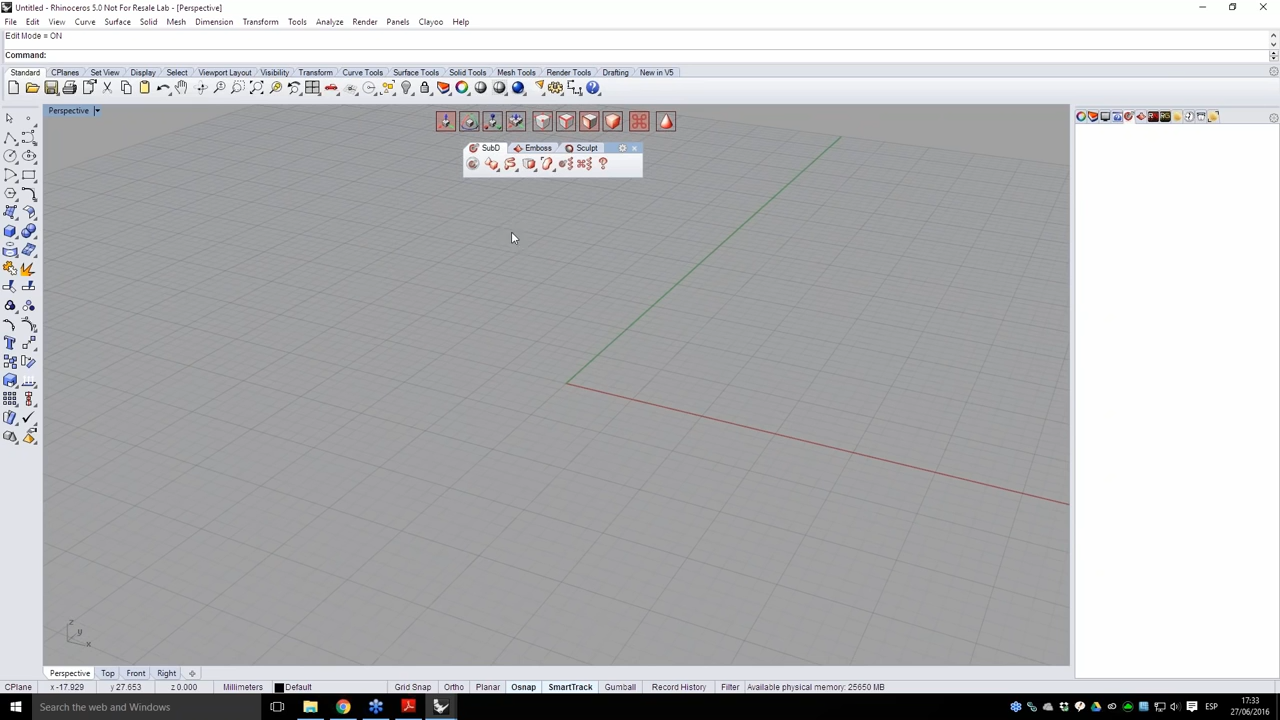 Untitled - Rhinoceros 5.0 Not For Resale Lab - [Perspective]
File Edit View Curve Surface Solid Mesh Dimension Transform Tools Analyze Render Panels Clayoo Help
Edit Mode = ON
Command:
Standard CPlanes Set View Display Select Viewport Layout Visibility Transform Curve Tools Surface Tools Solid Tools Mesh Tools Render Tools Drafting New in V5
Perspective
SubD Emboss Sculpt
z
y
x
Perspective Top Front Right
CPlane x -17.929 y 27.653 z 0.000 Millimeters Default Grid Snap Ortho Planar Osnap SmartTrack Gumball Record History Filter Available physical memory: 25650 MB
Search the web and Windows
ESP
17:33
27/06/2016